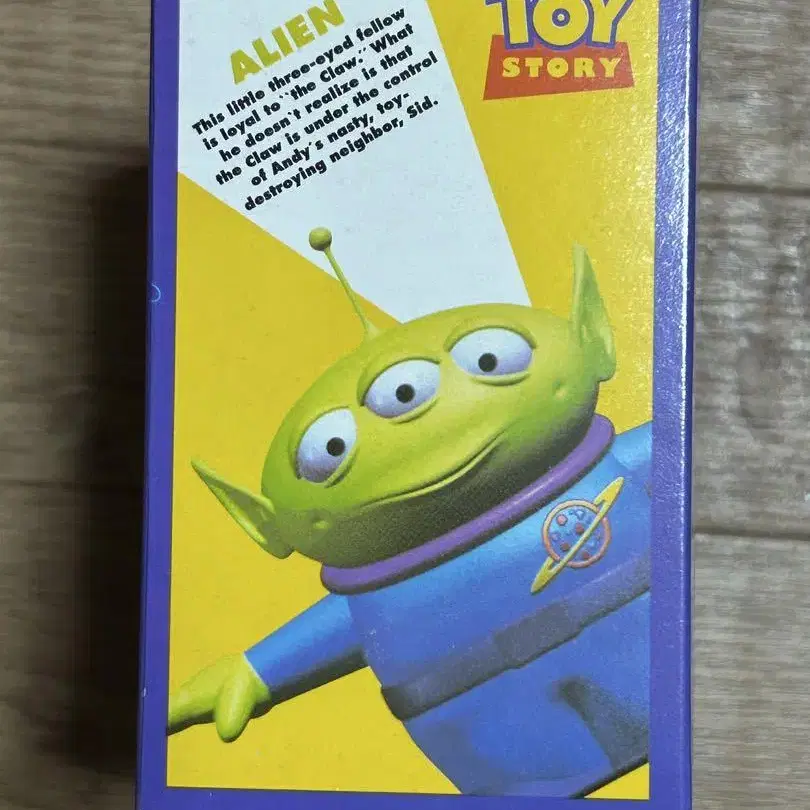 ALIEN
This little three-eyed fellow
is loyal to "the Claw." What
he doesn't realize is that
the Claw is under the control
of Andy's nasty, toy-
destroying neighbor, Sid.
TOY
STORY